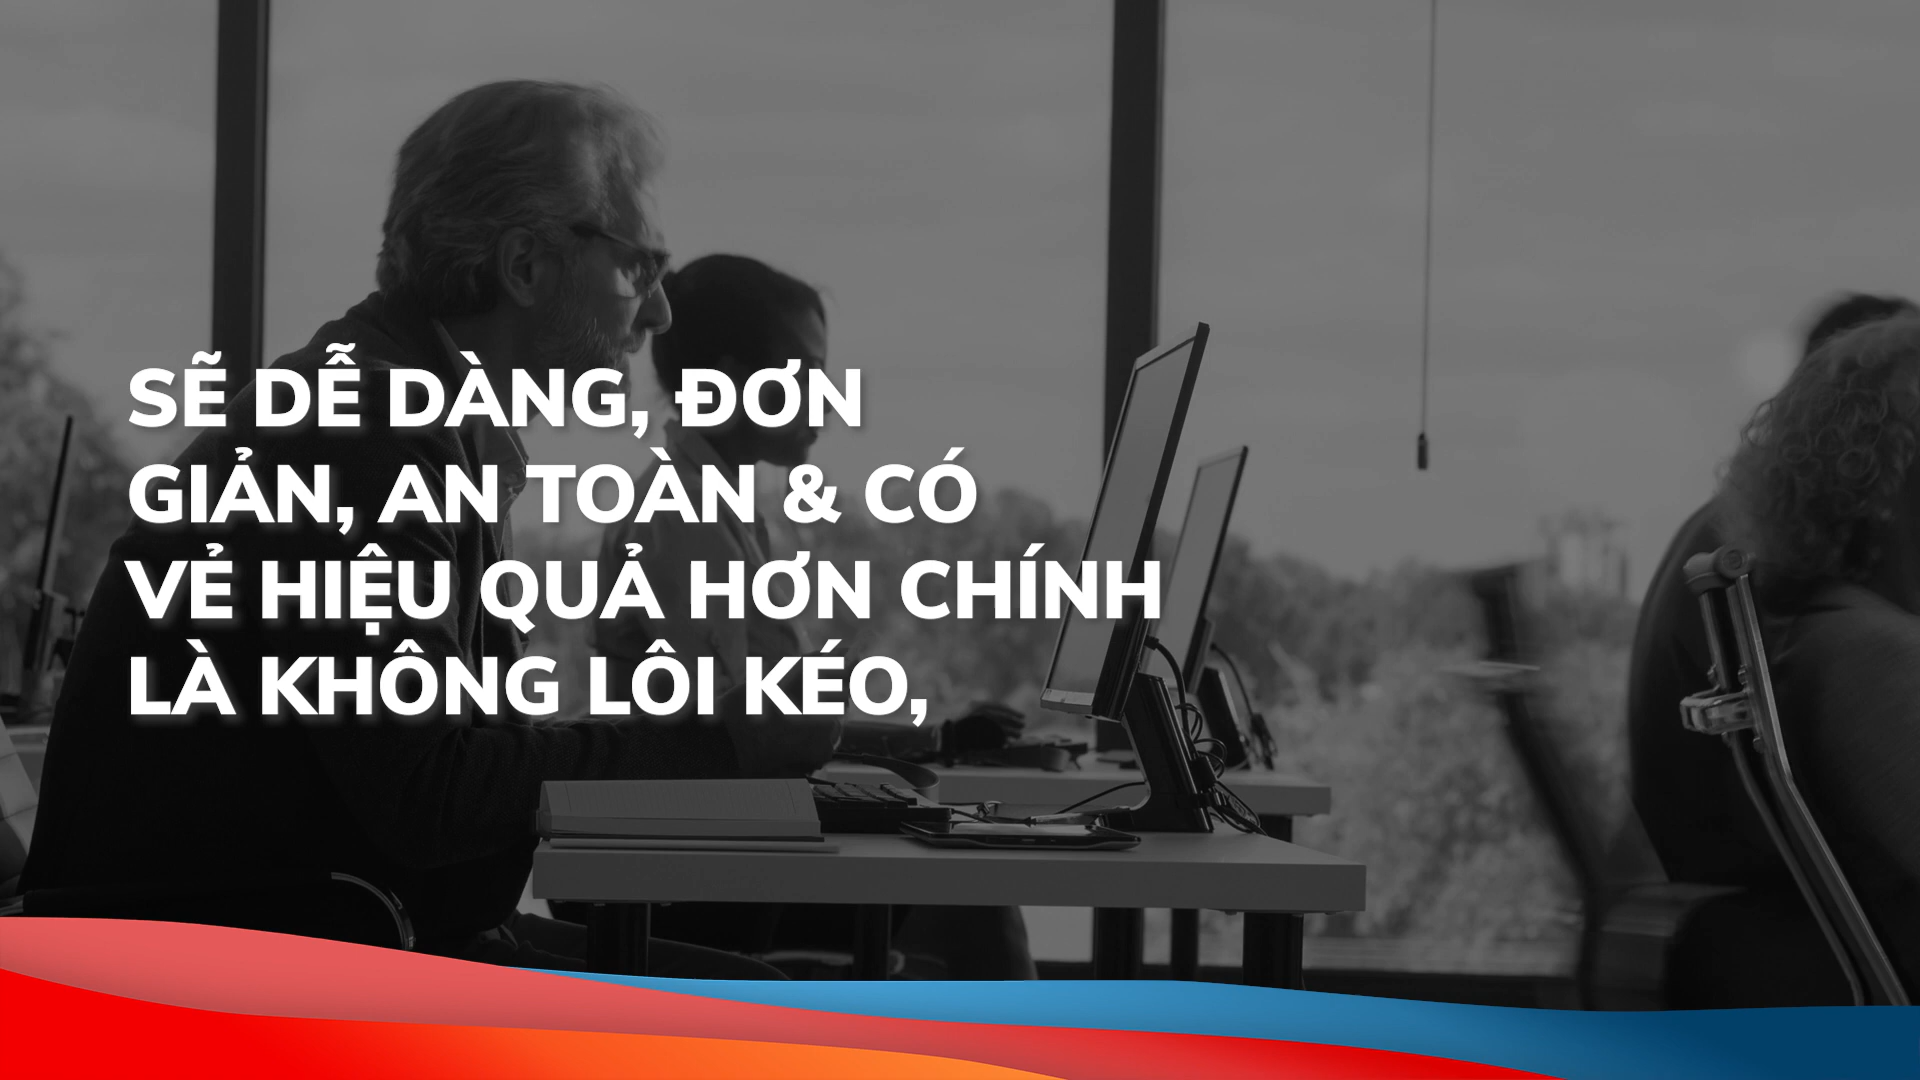 SẼ DỄ DÀNG, ĐƠN
GIẢN, AN TOÀN & CÓ
VẺ HIỆU QUẢ HƠN CHÍNH
LÀ KHÔNG LÔI KÉO,